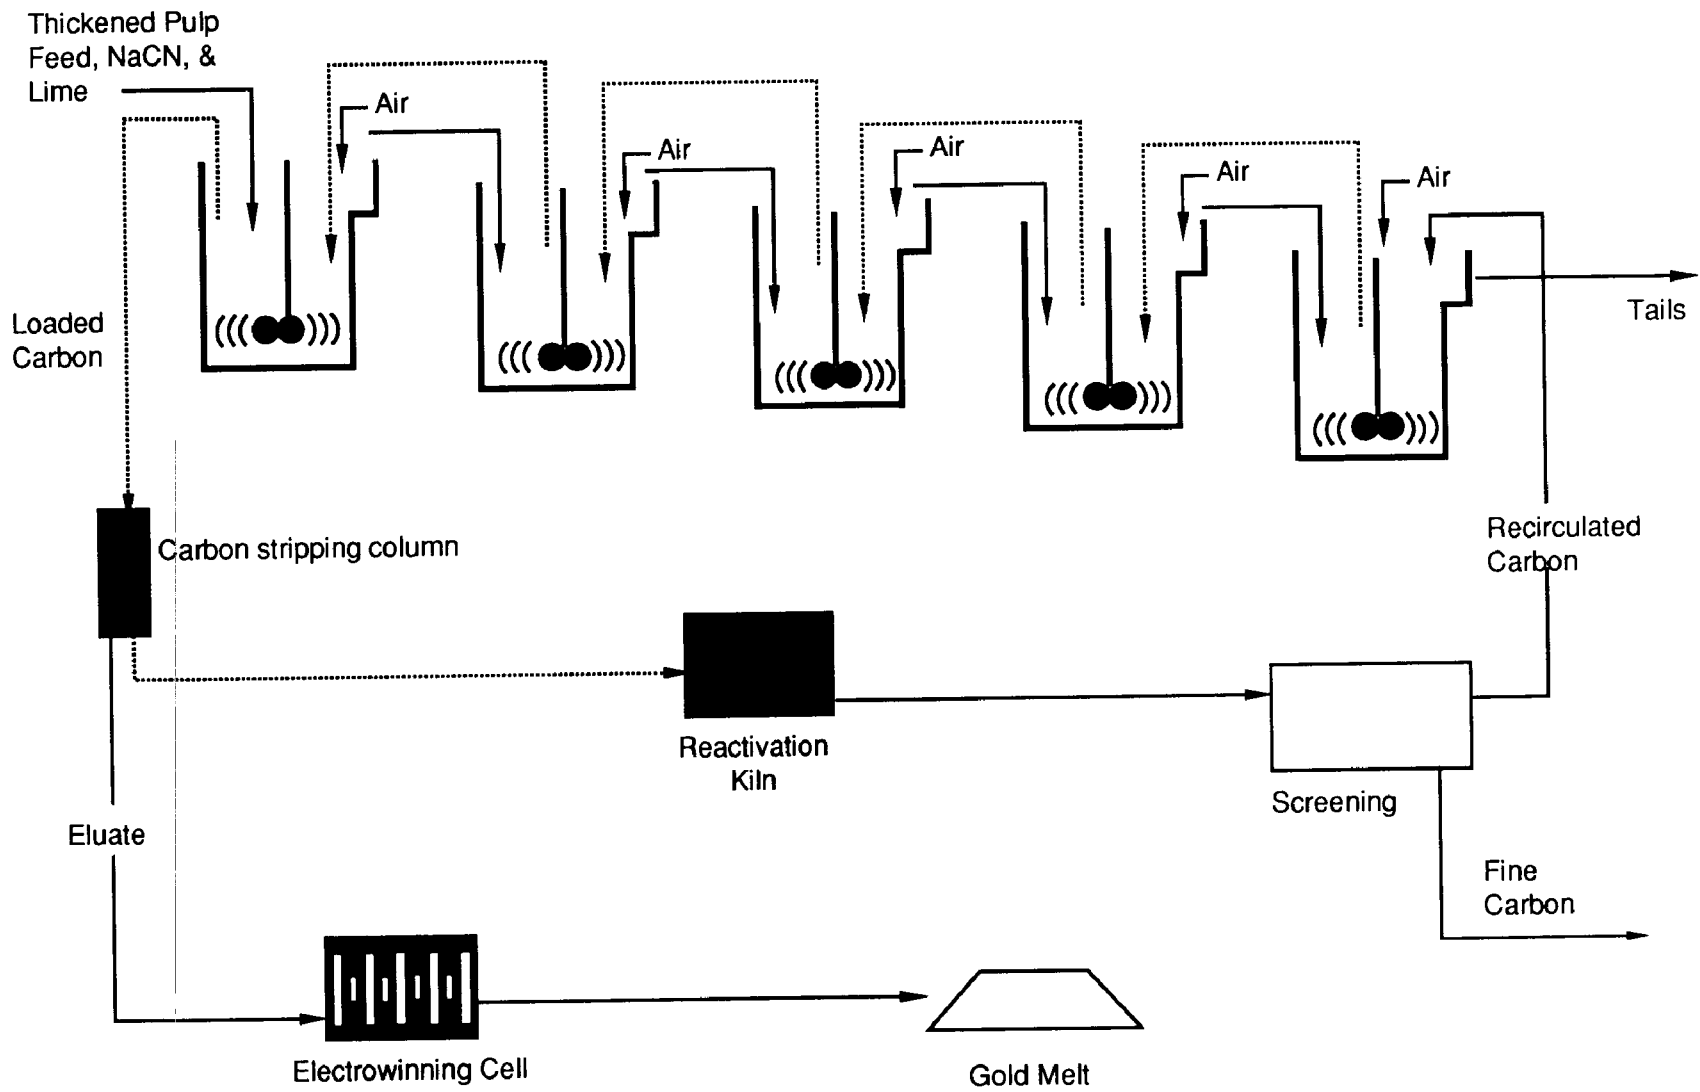 Thickened Pulp
Feed, NaCN, &
Lime
Air
Air
Air
Air
Air
Tails
Loaded
Carbon
Recirculated
Carbon
Carbon stripping column
Reactivation
Kiln
Screening
Eluate
Fine
Carbon
Electrowinning Cell
Gold Melt